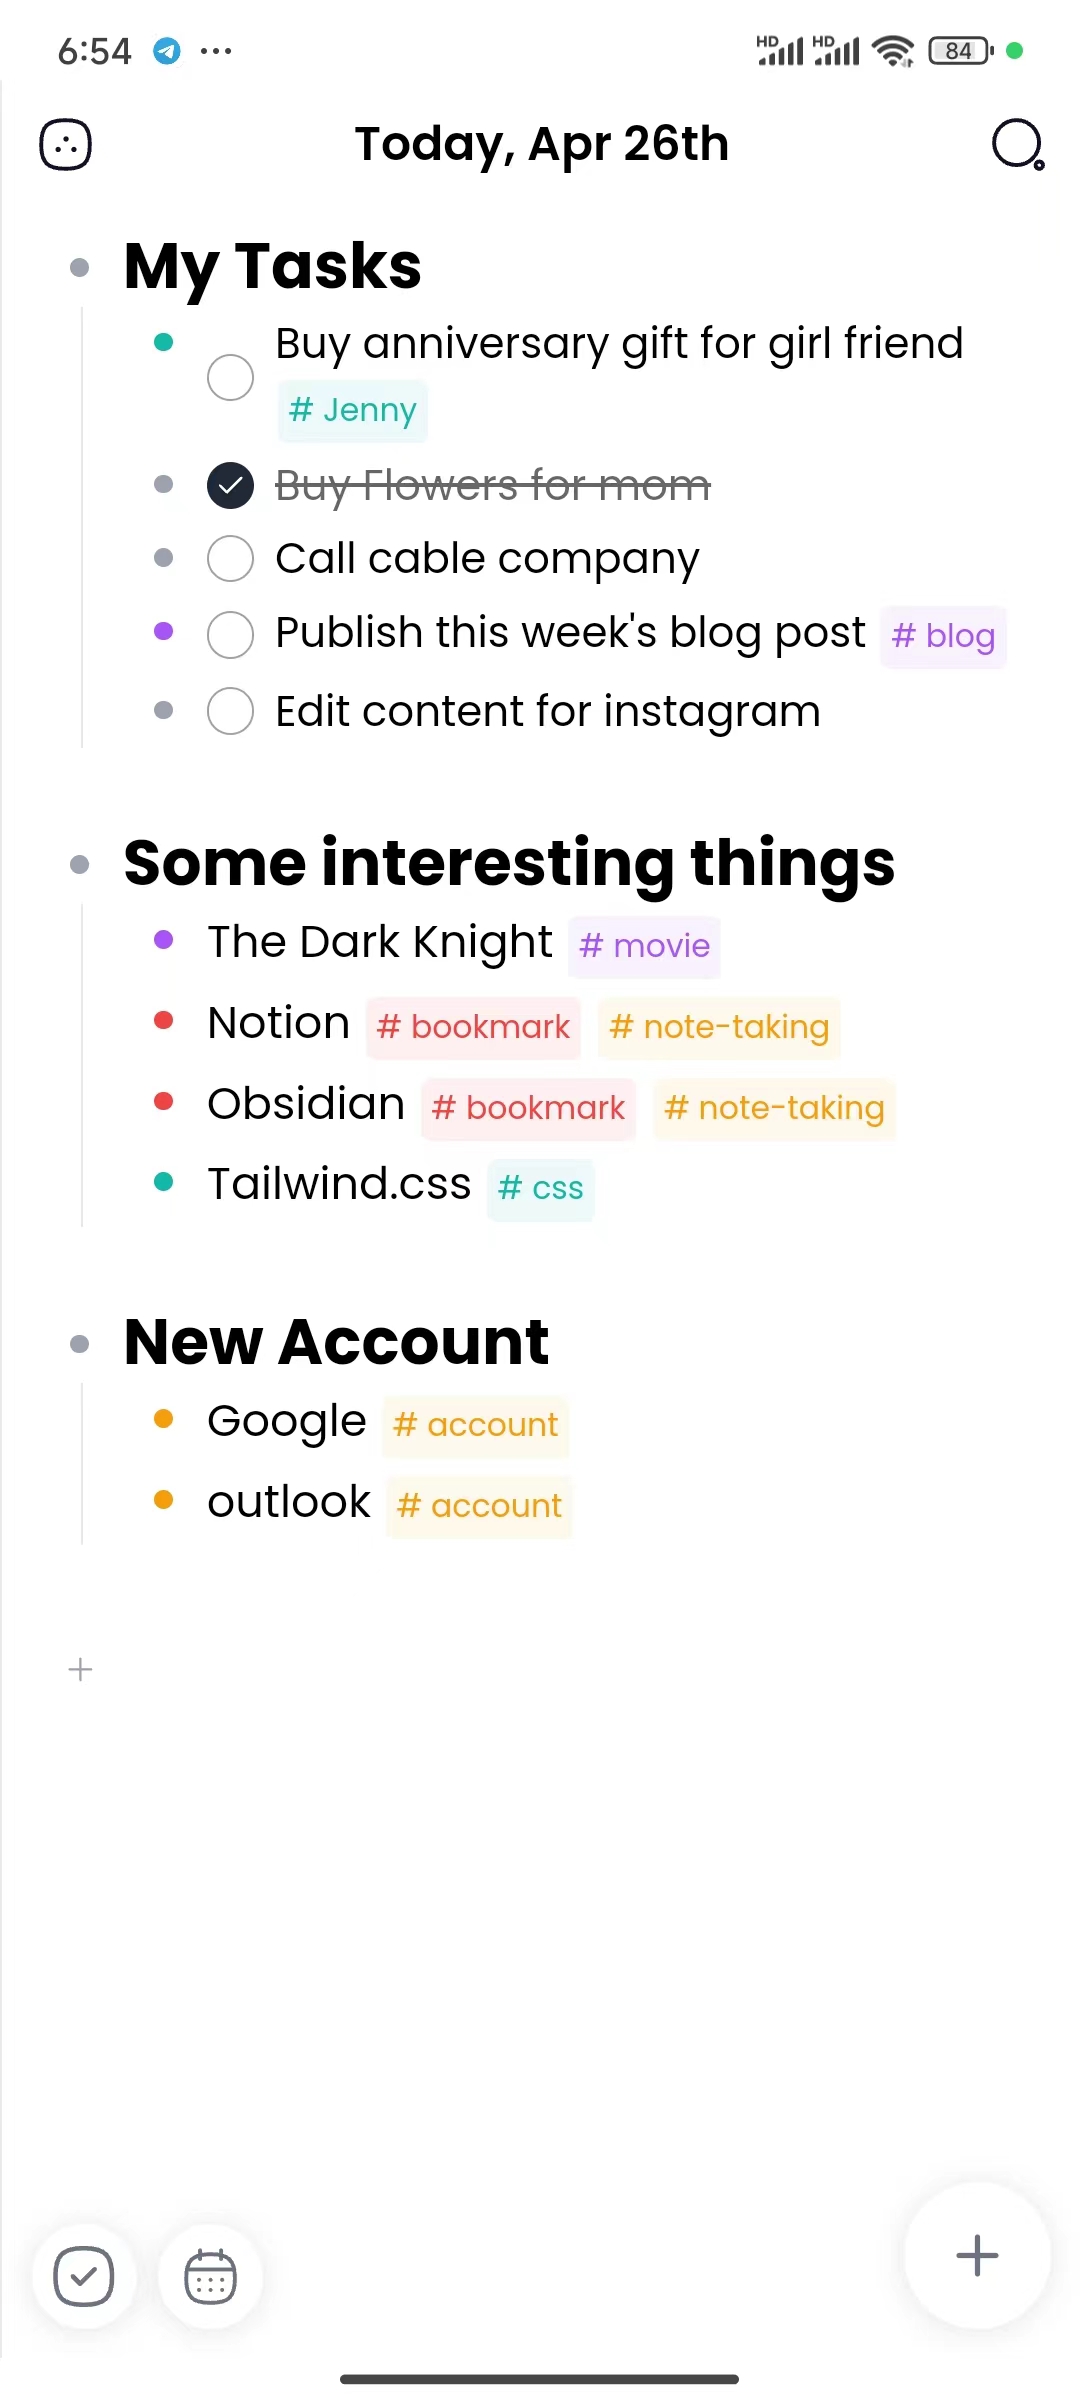 6:54
HD HD 84
Today, Apr 26th
My Tasks
Buy anniversary gift for girl friend
# Jenny
Buy Flowers for mom
Call cable company
Publish this week's blog post # blog
Edit content for instagram
Some interesting things
The Dark Knight # movie
Notion # bookmark # note-taking
Obsidian # bookmark # note-taking
Tailwind.css # css
New Account
Google # account
outlook # account